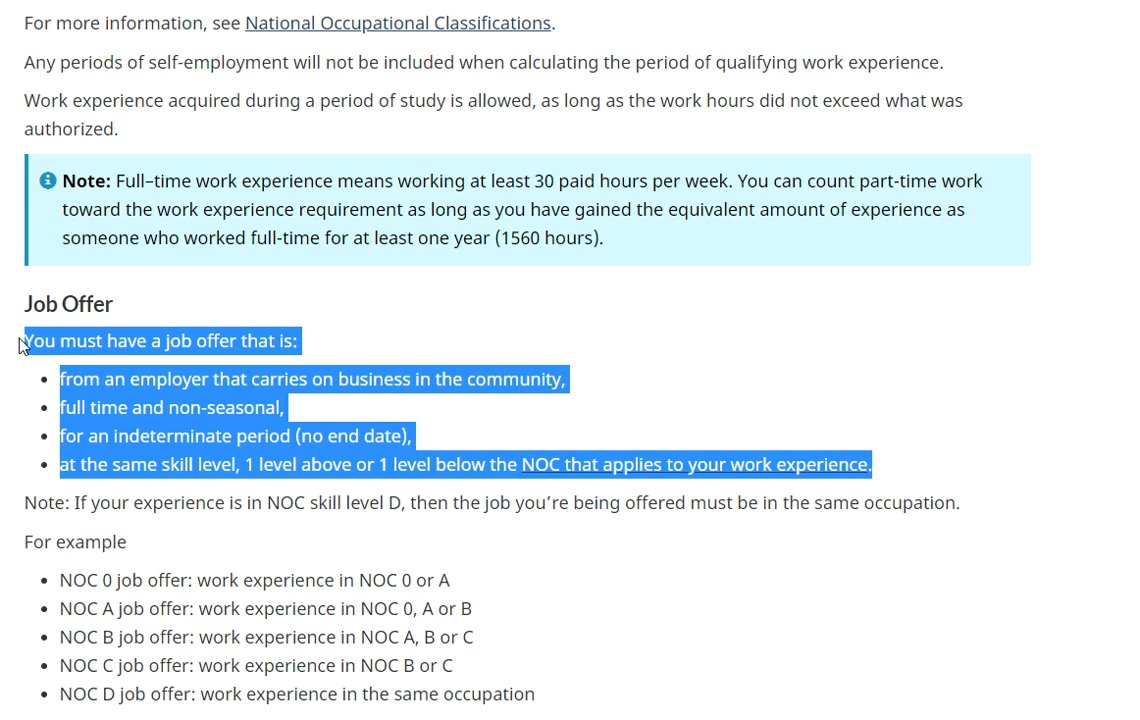 For more information, see National Occupational Classifications.
Any periods of self-employment will not be included when calculating the period of qualifying work experience.
Work experience acquired during a period of study is allowed, as long as the work hours did not exceed what was
authorized.
Note: Full–time work experience means working at least 30 paid hours per week. You can count part-time work
toward the work experience requirement as long as you have gained the equivalent amount of experience as
someone who worked full-time for at least one year (1560 hours).
Job Offer
You must have a job offer that is:
• from an employer that carries on business in the community,
• full time and non-seasonal,
• for an indeterminate period (no end date),
• at the same skill level, 1 level above or 1 level below the NOC that applies to your work experience.
Note: If your experience is in NOC skill level D, then the job you’re being offered must be in the same occupation.
For example
• NOC 0 job offer: work experience in NOC 0 or A
• NOC A job offer: work experience in NOC 0, A or B
• NOC B job offer: work experience in NOC A, B or C
• NOC C job offer: work experience in NOC B or C
• NOC D job offer: work experience in the same occupation